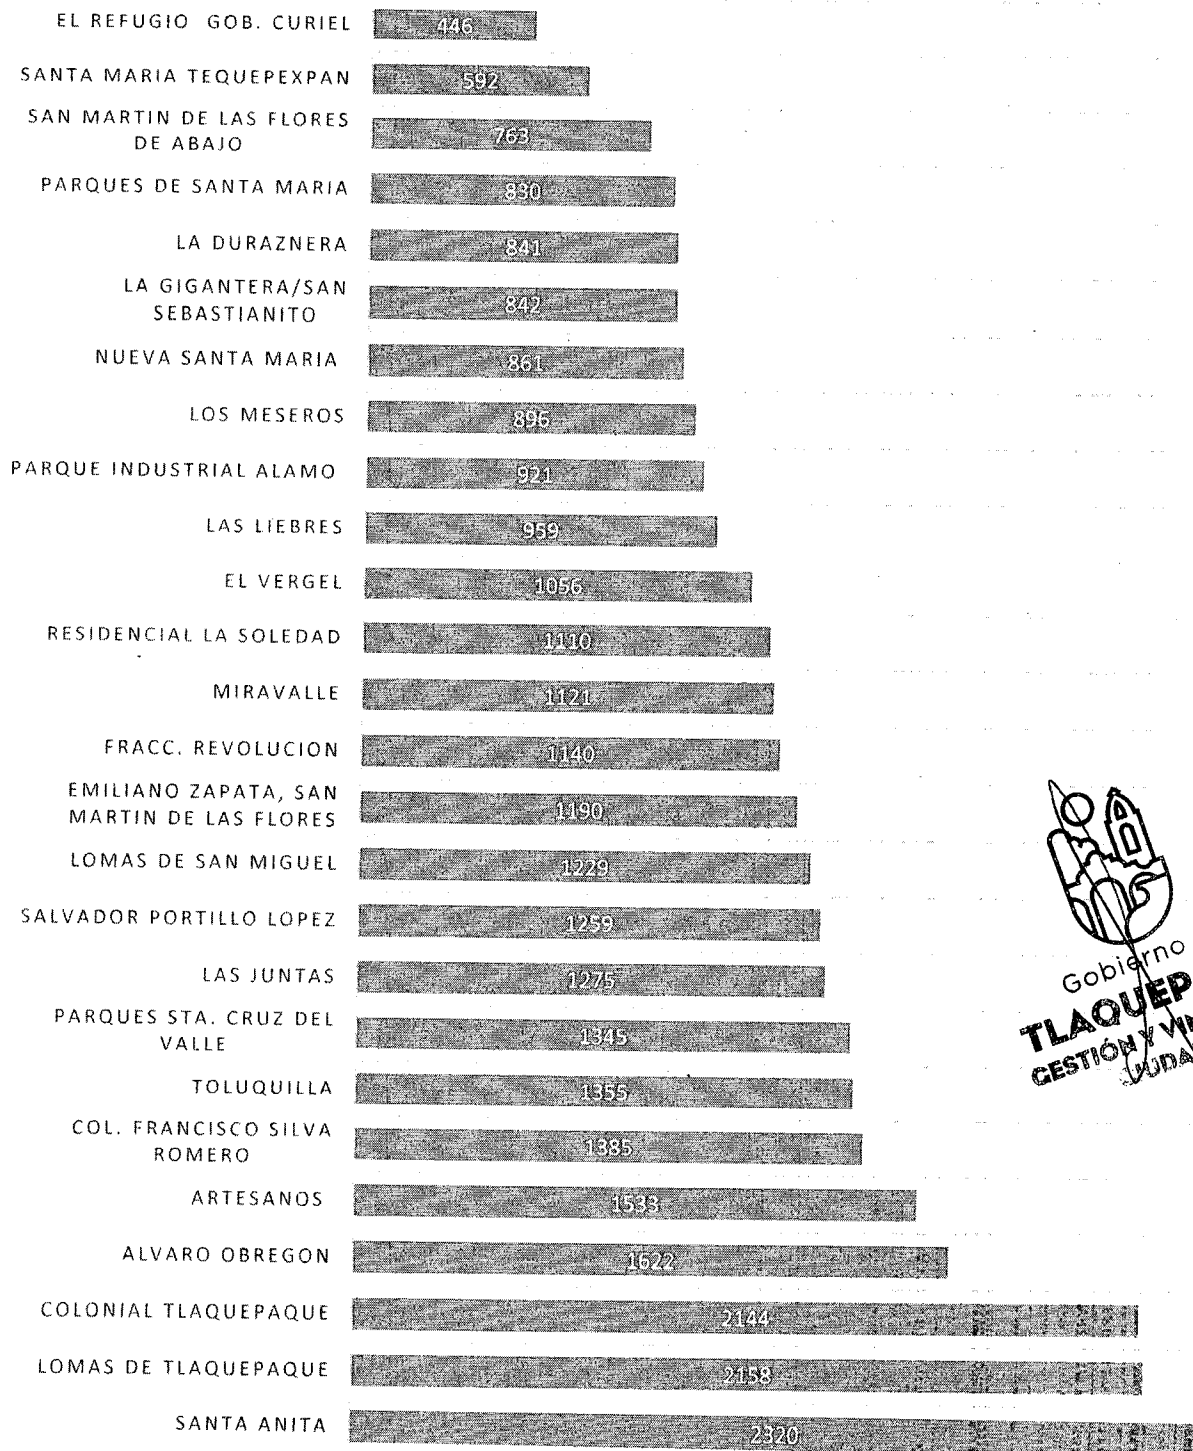 EL REFUGIO GOB. CURIEL 446
SANTA MARIA TEQUEPEXPAN 592
SAN MARTIN DE LAS FLORES
DE ABAJO 763
PARQUES DE SANTA MARIA 830
LA DURAZNERA 841
LA GIGANTERA/SAN
SEBASTIANITO 842
NUEVA SANTA MARIA 861
LOS MESEROS 896
PARQUE INDUSTRIAL ALAMO 921
LAS LIEBRES 959
EL VERGEL 1056
RESIDENCIAL LA SOLEDAD 1110
MIRAVALLE 1121
FRACC. REVOLUCION 1140
EMILIANO ZAPATA, SAN
MARTIN DE LAS FLORES 1190
LOMAS DE SAN MIGUEL 1229
SALVADOR PORTILLO LOPEZ 1259
LAS JUNTAS 1275
PARQUES STA. CRUZ DEL
VALLE 1345
TOLUQUILLA 1355
COL. FRANCISCO SILVA
ROMERO 1385
ARTESANOS 1533
ALVARO OBREGON 1622
COLONIAL TLAQUEPAQUE 2144
LOMAS DE TLAQUEPAQUE 2158
SANTA ANITA 2320
Gobierno
TLAQUEP
GESTIÓN Y